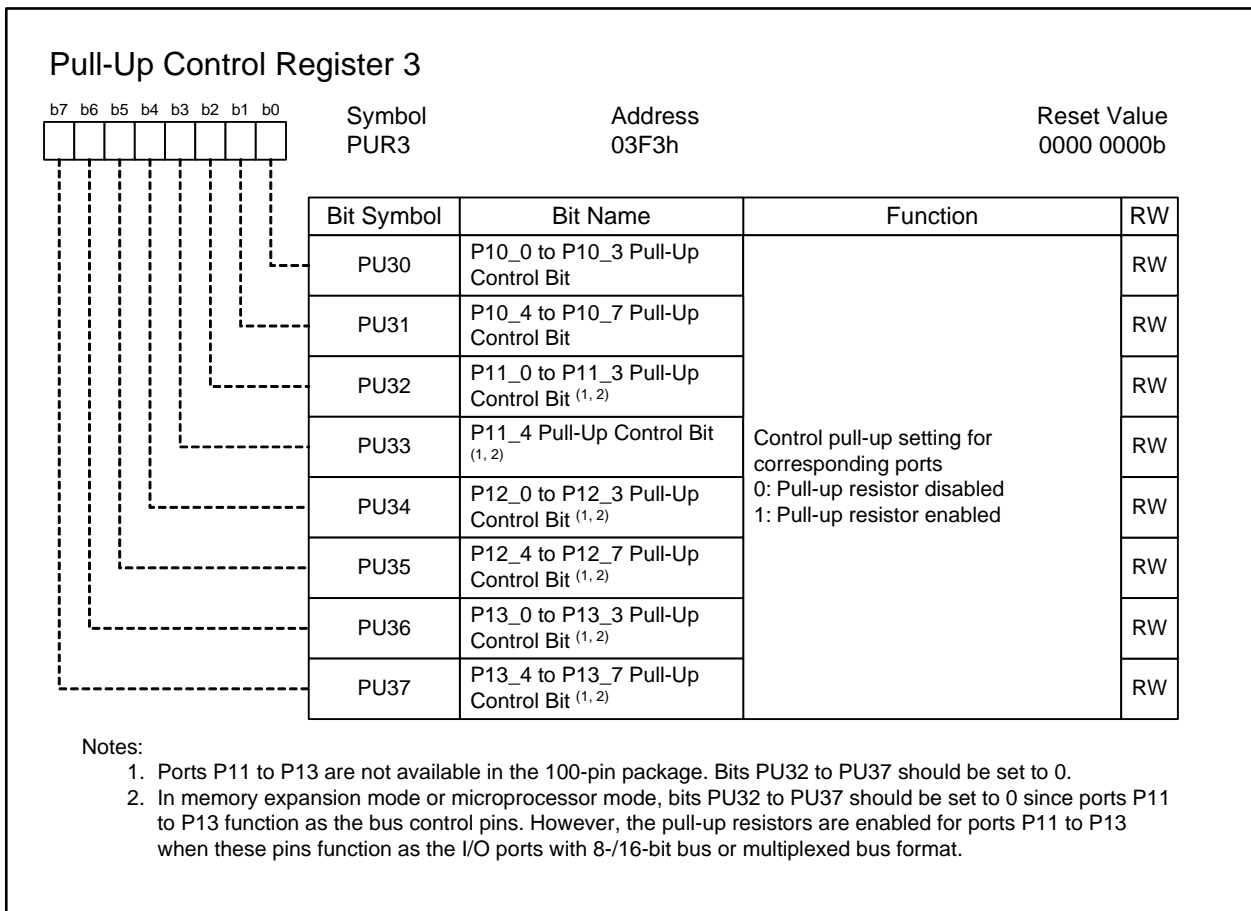 Pull-Up Control Register 3
b7 b6 b5 b4 b3 b2 b1 b0
Symbol Address Reset Value
PUR3 03F3h 0000 0000b
Bit Symbol Bit Name Function RW
PU30 P10_0 to P10_3 Pull-Up Control Bit RW
PU31 P10_4 to P10_7 Pull-Up Control Bit RW
PU32 P11_0 to P11_3 Pull-Up Control Bit (1, 2) RW
PU33 P11_4 Pull-Up Control Bit (1, 2) RW
Control pull-up setting for
corresponding ports
0: Pull-up resistor disabled
1: Pull-up resistor enabled
PU34 P12_0 to P12_3 Pull-Up Control Bit (1, 2) RW
PU35 P12_4 to P12_7 Pull-Up Control Bit (1, 2) RW
PU36 P13_0 to P13_3 Pull-Up Control Bit (1, 2) RW
PU37 P13_4 to P13_7 Pull-Up Control Bit (1, 2) RW
Notes:
1. Ports P11 to P13 are not available in the 100-pin package. Bits PU32 to PU37 should be set to 0.
2. In memory expansion mode or microprocessor mode, bits PU32 to PU37 should be set to 0 since ports P11
to P13 function as the bus control pins. However, the pull-up resistors are enabled for ports P11 to P13
when these pins function as the I/O ports with 8-/16-bit bus or multiplexed bus format.